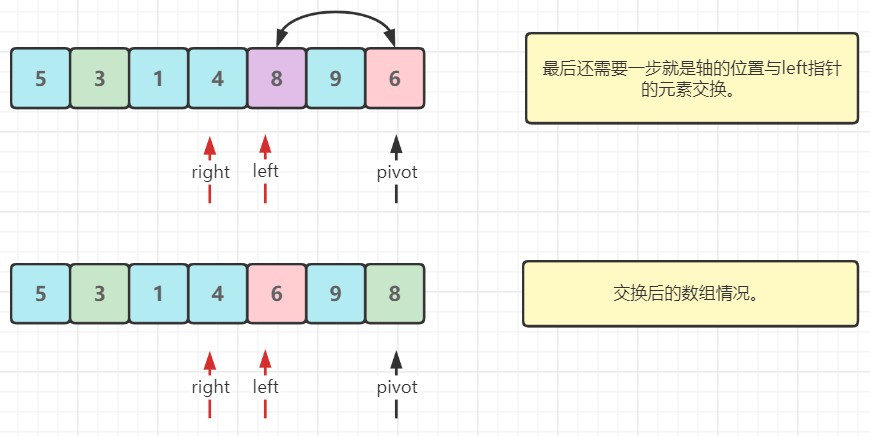 5 3 1 4 8 9 6
最后还需要一步就是轴的位置与left指针
的元素交换。
right left pivot
5 3 1 4 6 9 8
交换后的数组情况。
right left pivot